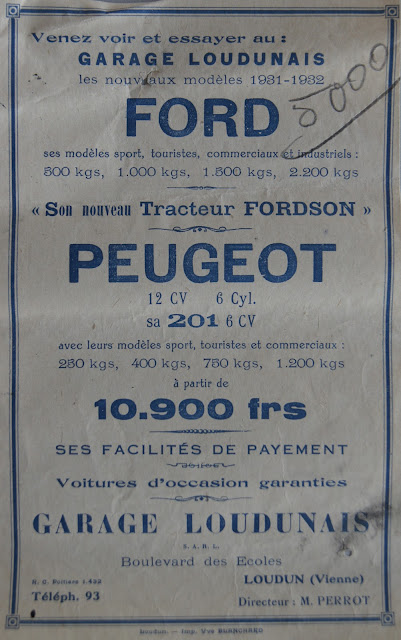 Venez voir et essayer au :
GARAGE LOUDUNAIS
les nouveaux modèles 1931-1932
FORD
5000
ses modèles sport, touristes, commerciaux et industriels :
500 kgs, 1.000 kgs, 1.500 kgs, 2.200 kgs
« Son nouveau Tracteur FORDSON »
PEUGEOT
12 CV 6 Cyl.
sa 201 6 CV
avec leurs modèles sport, touristes et commerciaux :
250 kgs, 400 kgs, 750 kgs, 1.200 kgs
à partir de
10.900 frs
SES FACILITÉS DE PAYEMENT
Voitures d'occasion garanties
GARAGE LOUDUNAIS
S. A. R. L.
Boulevard des Ecoles
R. C. Poitiers 1.433
LOUDUN (Vienne)
Téléph. 93
Directeur : M. PERROT
Loudun. — Imp. Vve BLANCHARD